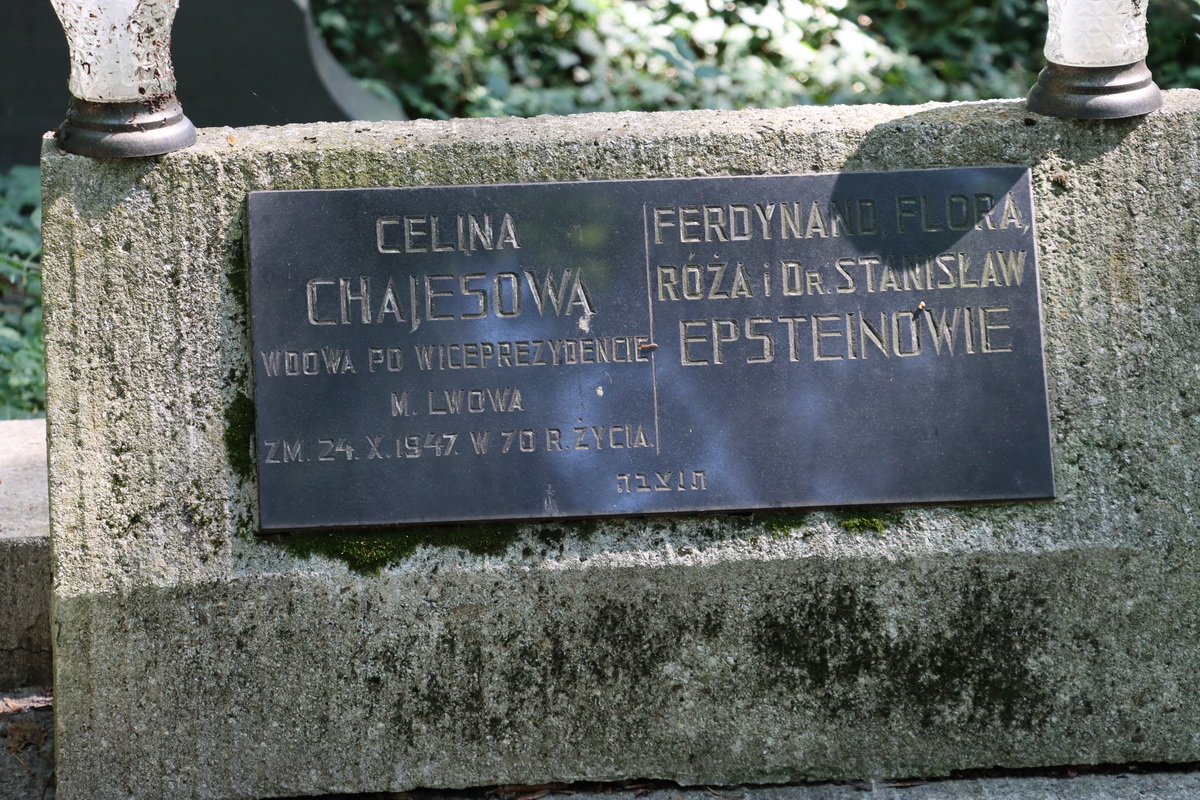 CELINA
CHAJESOWA
WDOWA PO WICEPREZYDENCIE
M. LWOWA
ZM. 24. X. 1947. W 70 R. ŻYCIA.
FERDYNAND, FLORA,
RÓŻA i DR. STANISŁAW
EPSTEINOWIE
תנצבה